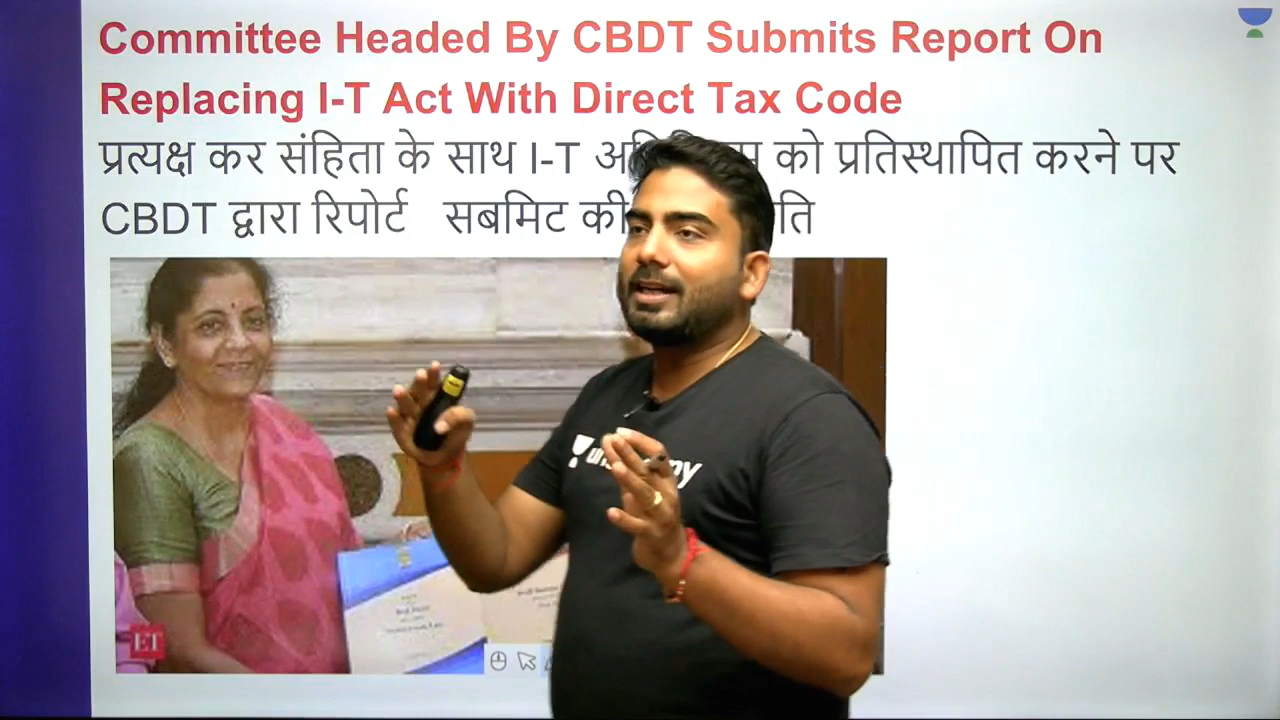 Committee Headed By CBDT Submits Report On
Replacing I-T Act With Direct Tax Code
प्रत्यक्ष कर संहिता के साथ I-T को प्रतिस्थापित करने पर
CBDT द्वारा रिपोर्ट सबमिट की
ET